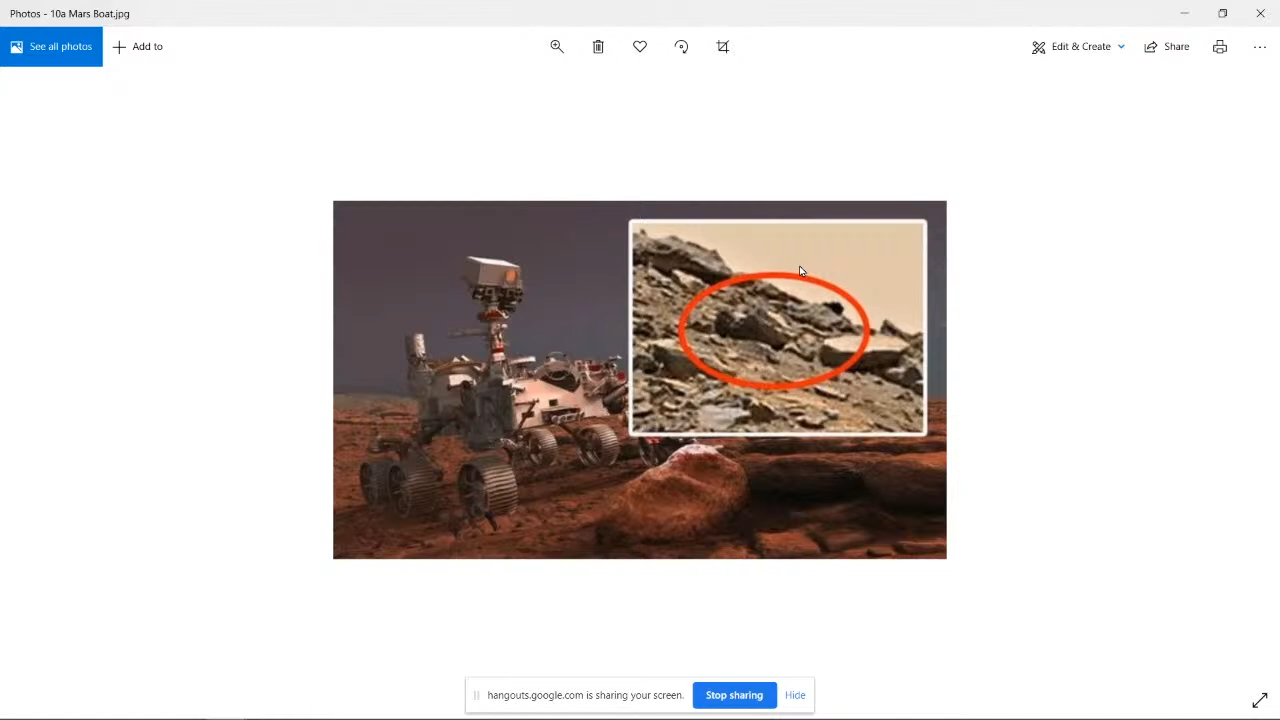 Photos - 10a Mars Boat.jpg
See all photos
Add to
Edit & Create
Share
hangouts.google.com is sharing your screen.
Stop sharing
Hide